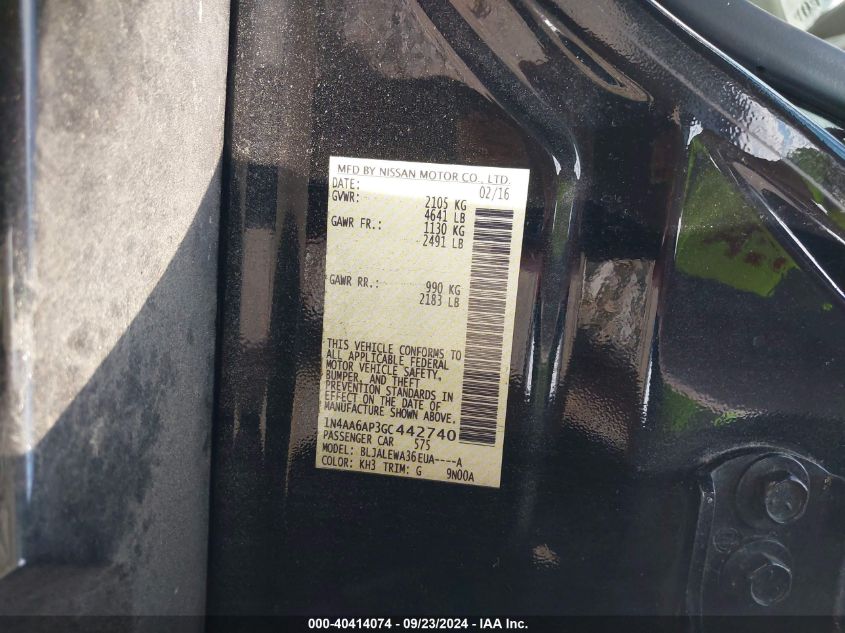 MFD BY NISSAN MOTOR CO., LTD.
DATE: 02/16
GVWR: 2105 KG
4641 LB
GAWR FR.: 1130 KG
2491 LB
GAWR RR.: 990 KG
2183 LB
THIS VEHICLE CONFORMS TO
ALL APPLICABLE FEDERAL
MOTOR VEHICLE SAFETY,
BUMPER, AND THEFT
PREVENTION STANDARDS IN
EFFECT ON THE DATE OF
MANUFACTURE SHOWN ABOVE.
1N4AA6AP3GC442740
PASSENGER CAR 575
MODEL: BLJALEWA36EUA----A
COLOR: KH3 TRIM: G 9N00A
000-40414074 - 09/23/2024 - IAA Inc.